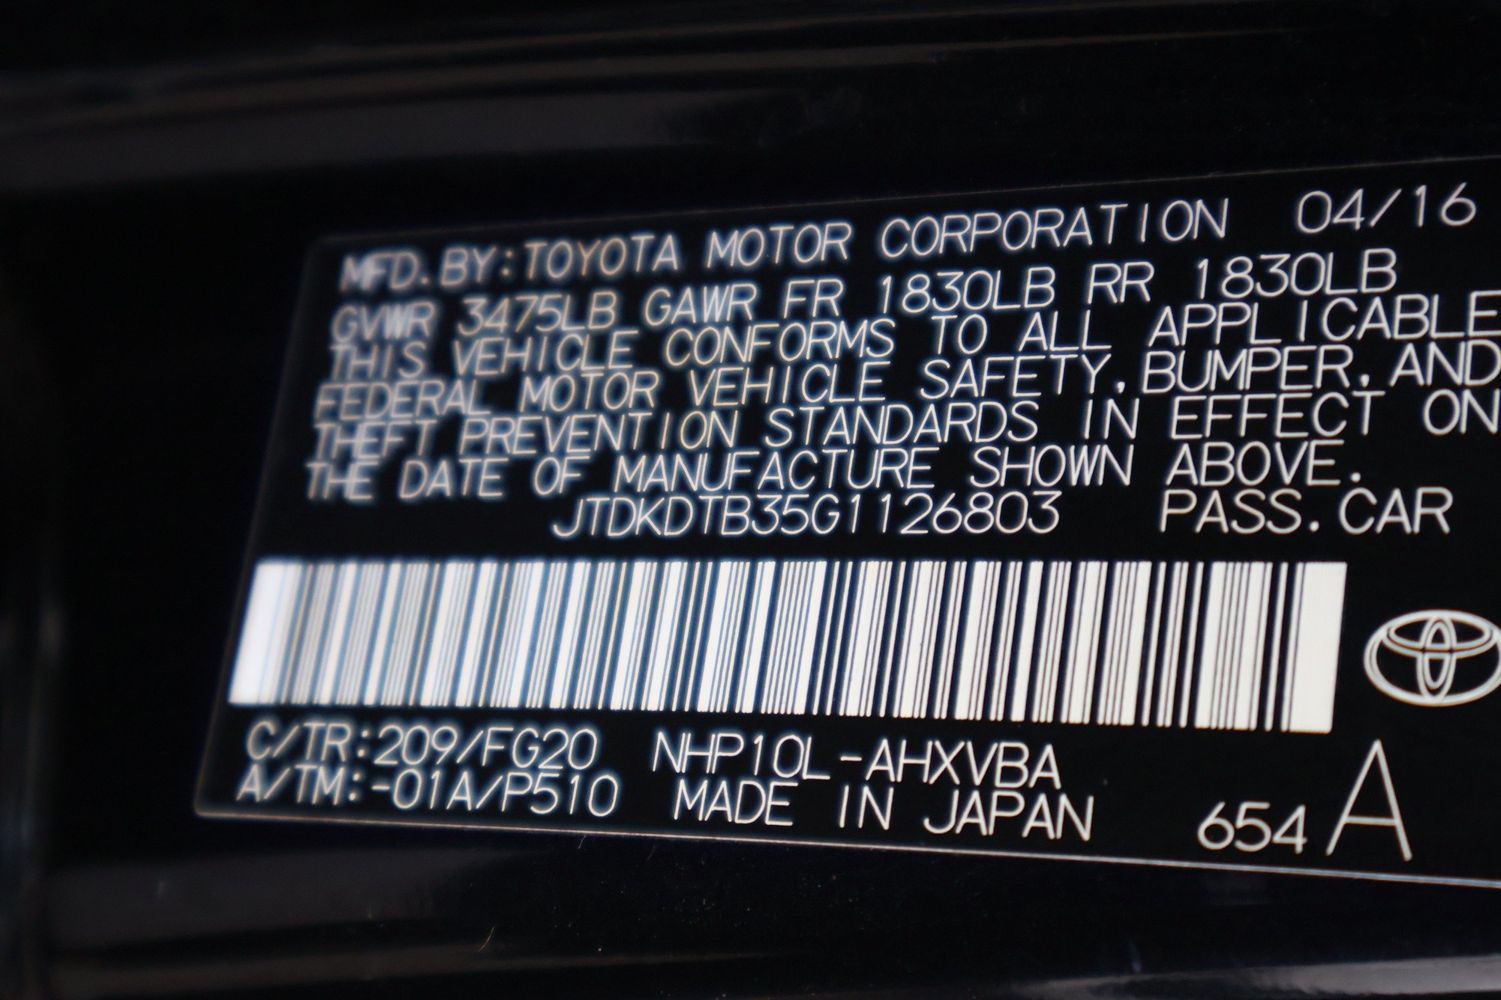 MFD. BY: TOYOTA MOTOR CORPORATION 04/16
GVWR 3475LB GAWR FR 1830LB RR 1830LB
THIS VEHICLE CONFORMS TO ALL APPLICABLE
FEDERAL MOTOR VEHICLE SAFETY, BUMPER, AND
THEFT PREVENTION STANDARDS IN EFFECT ON
THE DATE OF MANUFACTURE SHOWN ABOVE.
JTDKDTB35G1126803 PASS. CAR
C/TR: 209/FG20 NHP10L-AHXVBA
A/TM: -01A/P510 MADE IN JAPAN 654 A